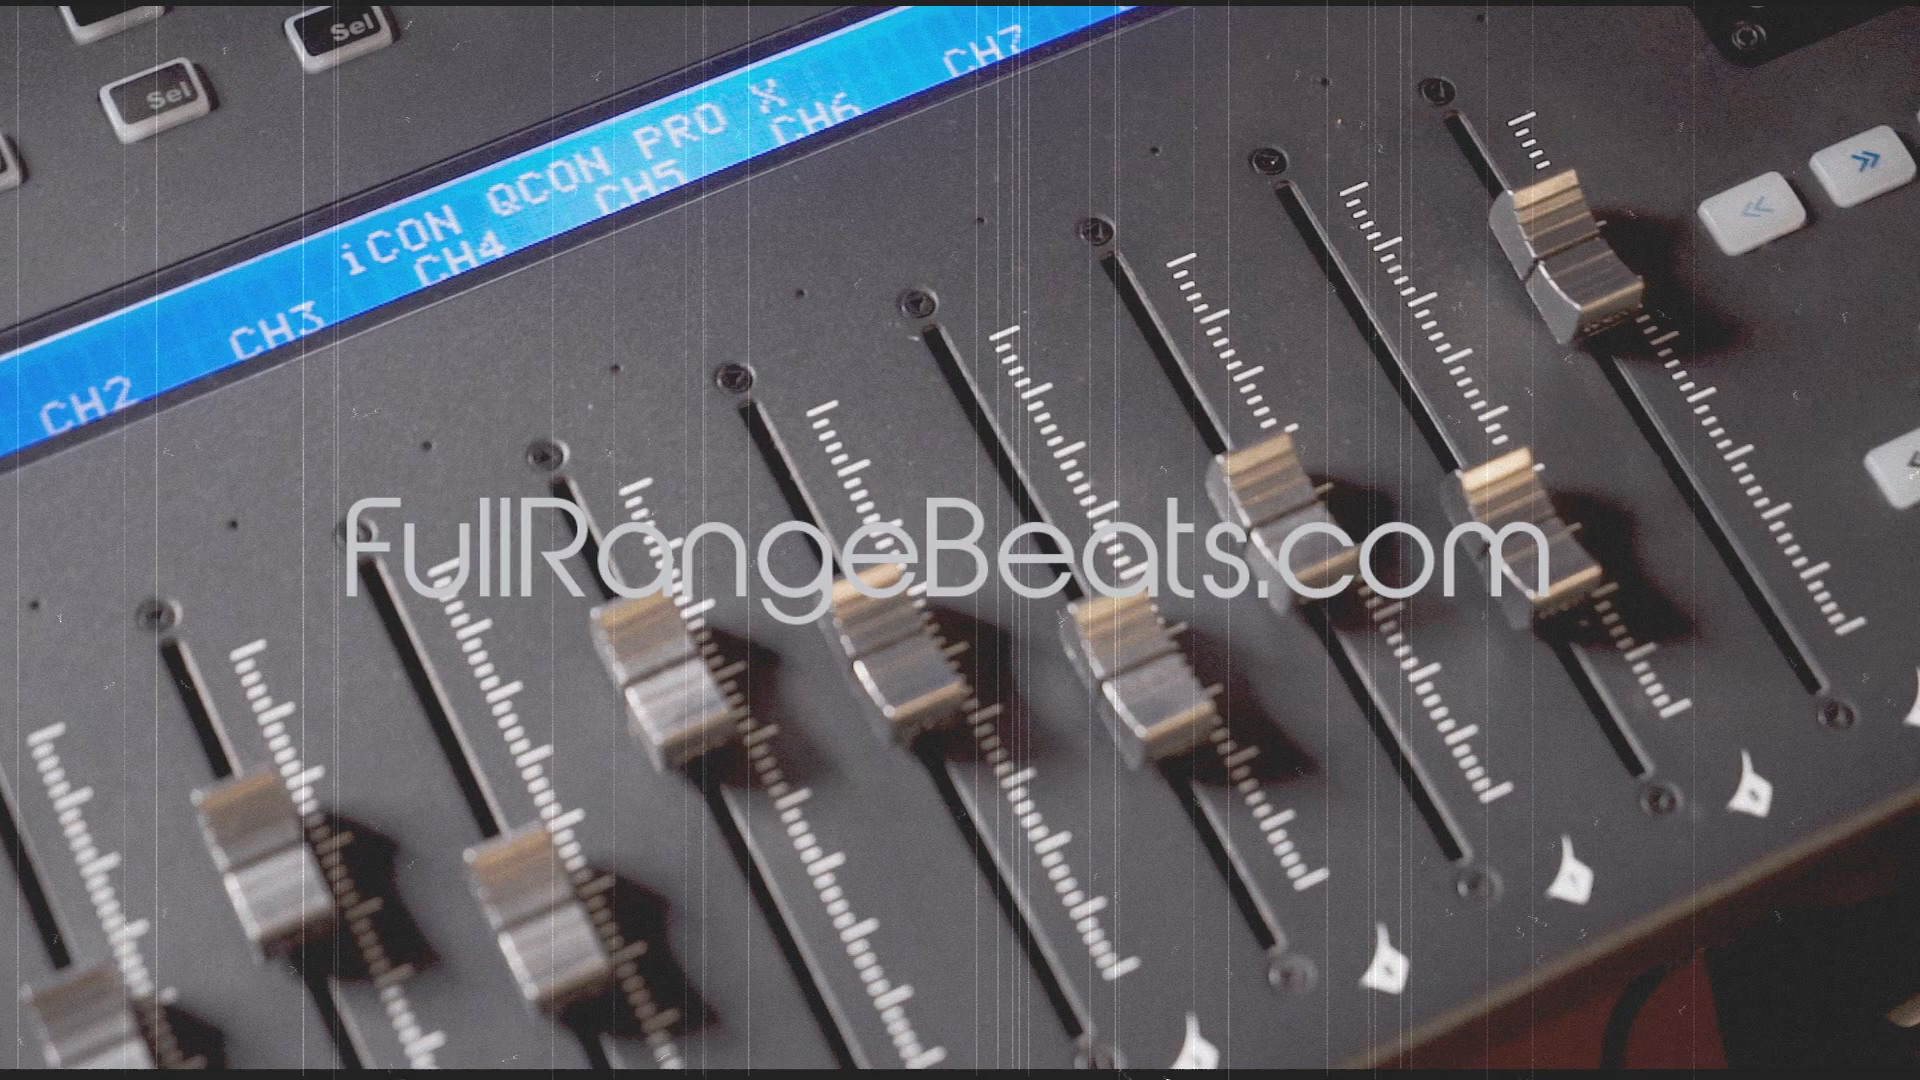 Sel
Sel
iCON QCON PRO X
CH2 CH3 CH4 CH5 CH6 CH7
FullRangeBeats.com